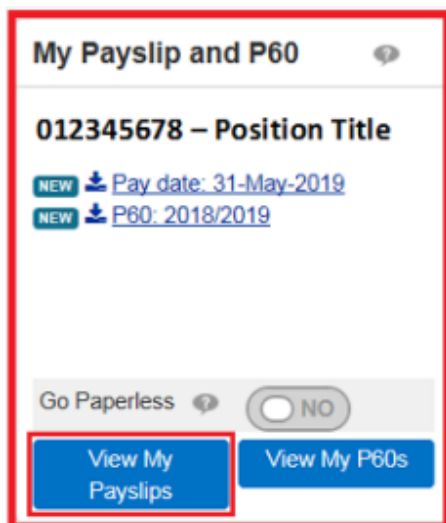 My Payslip and P60
012345678 – Position Title
NEW Pay date: 31-May-2019
NEW P60: 2018/2019
Go Paperless NO
View My Payslips
View My P60s